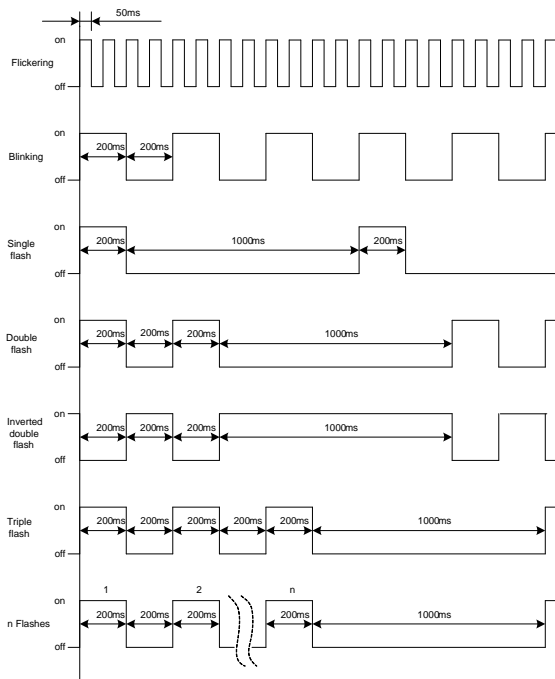 50ms
on
Flickering
off
on
Blinking
200ms 200ms
off
on
Single
flash
200ms 1000ms 200ms
off
on
Double
flash
200ms 200ms 200ms 1000ms
off
on
Inverted
double
flash
200ms 200ms 200ms 1000ms
off
on
Triple
flash
200ms 200ms 200ms 200ms 200ms 1000ms
off
1 2 n
on
n Flashes
200ms 200ms 200ms 200ms 1000ms
off